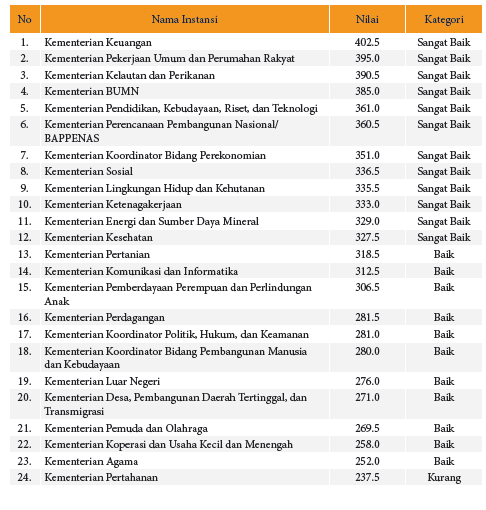 No Nama Instansi Nilai Kategori
1. Kementerian Keuangan 402.5 Sangat Baik
2. Kementerian Pekerjaan Umum dan Perumahan Rakyat 395.0 Sangat Baik
3. Kementerian Kelautan dan Perikanan 390.5 Sangat Baik
4. Kementerian BUMN 385.0 Sangat Baik
5. Kementerian Pendidikan, Kebudayaan, Riset, dan Teknologi 361.0 Sangat Baik
6. Kementerian Perencanaan Pembangunan Nasional/ 360.5 Sangat Baik
BAPPENAS
7. Kementerian Koordinator Bidang Perekonomian 351.0 Sangat Baik
8. Kementerian Sosial 336.5 Sangat Baik
9. Kementerian Lingkungan Hidup dan Kehutanan 335.5 Sangat Baik
10. Kementerian Ketenagakerjaan 333.0 Sangat Baik
11. Kementerian Energi dan Sumber Daya Mineral 329.0 Sangat Baik
12. Kementerian Kesehatan 327.5 Sangat Baik
13. Kementerian Pertanian 318.5 Baik
14. Kementerian Komunikasi dan Informatika 312.5 Baik
15. Kementerian Pemberdayaan Perempuan dan Perlindungan 306.5 Baik
Anak
16. Kementerian Perdagangan 281.5 Baik
17. Kementerian Koordinator Politik, Hukum, dan Keamanan 281.0 Baik
18. Kementerian Koordinator Bidang Pembangunan Manusia 280.0 Baik
dan Kebudayaan
19. Kementerian Luar Negeri 276.0 Baik
20. Kementerian Desa, Pembangunan Daerah Tertinggal, dan 271.0 Baik
Transmigrasi
21. Kementerian Pemuda dan Olahraga 269.5 Baik
22. Kementerian Koperasi dan Usaha Kecil dan Menengah 258.0 Baik
23. Kementerian Agama 252.0 Baik
24. Kementerian Pertahanan 237.5 Kurang